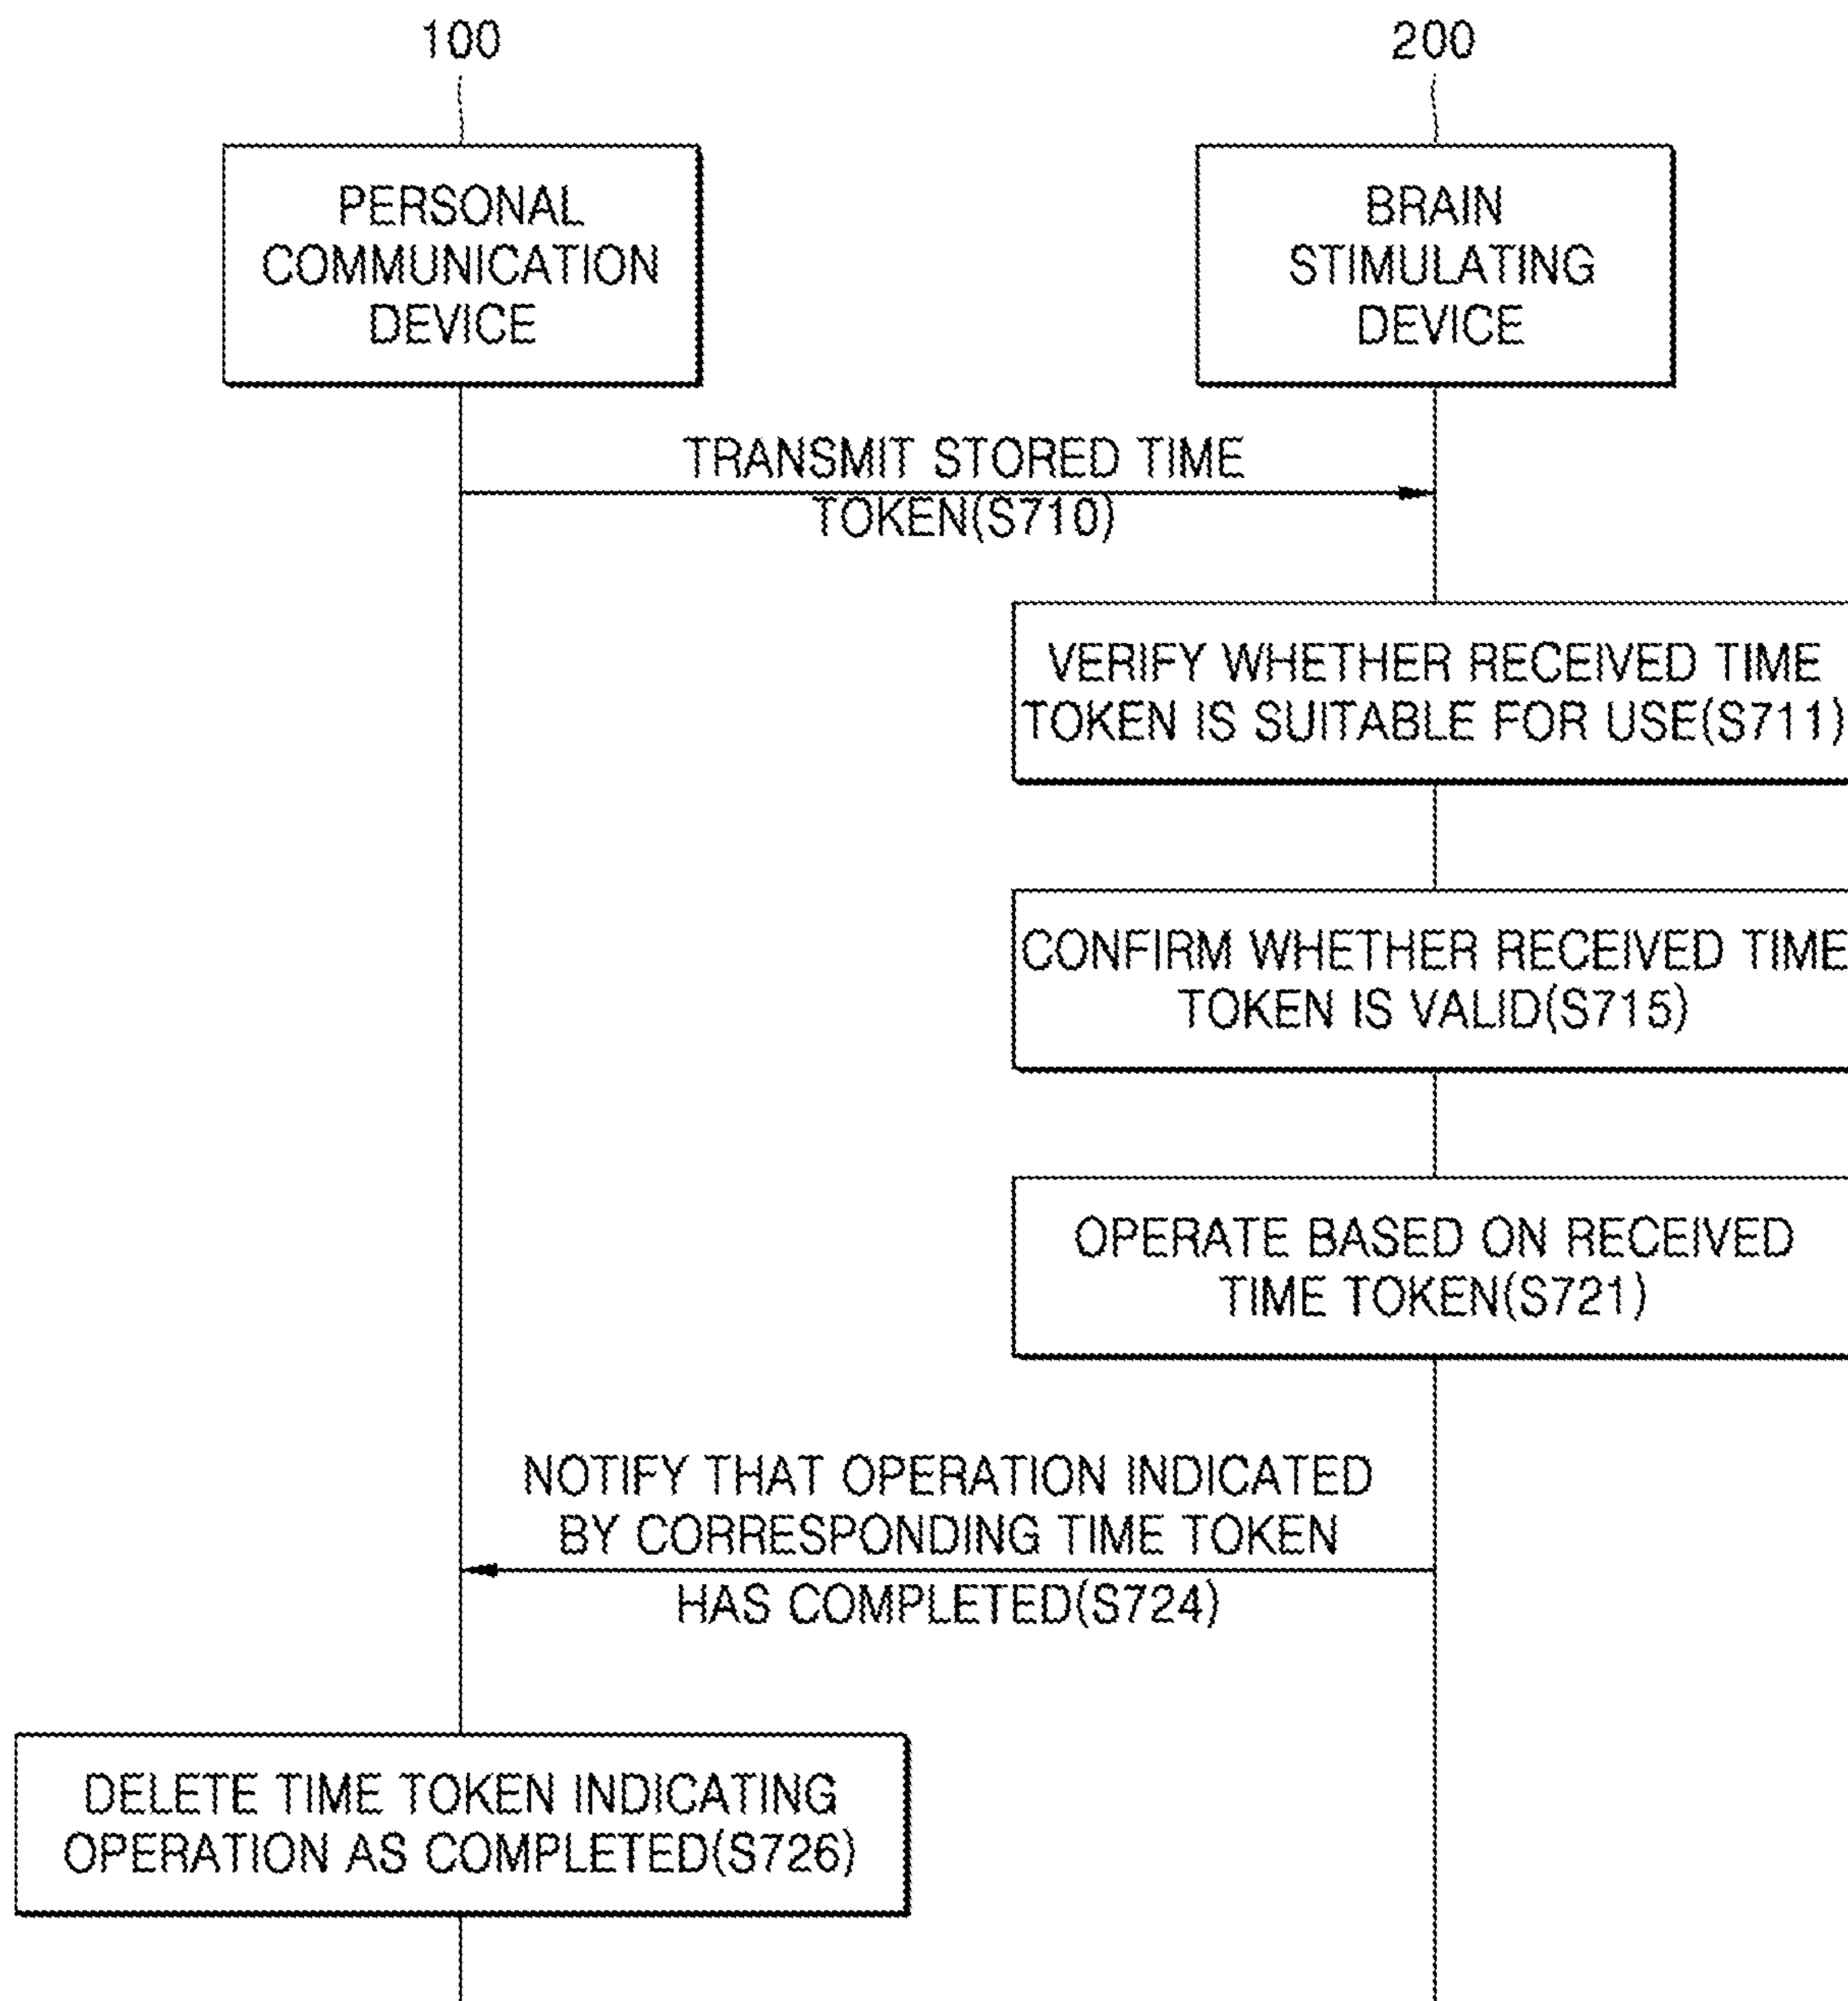 100
200
PERSONAL
COMMUNICATION
DEVICE
BRAIN
STIMULATING
DEVICE
TRANSMIT STORED TIME
TOKEN(S710)
VERIFY WHETHER RECEIVED TIME
TOKEN IS SUITABLE FOR USE(S711)
CONFIRM WHETHER RECEIVED TIME
TOKEN IS VALID(S715)
OPERATE BASED ON RECEIVED
TIME TOKEN(S721)
NOTIFY THAT OPERATION INDICATED
BY CORRESPONDING TIME TOKEN
HAS COMPLETED(S724)
DELETE TIME TOKEN INDICATING
OPERATION AS COMPLETED(S726)